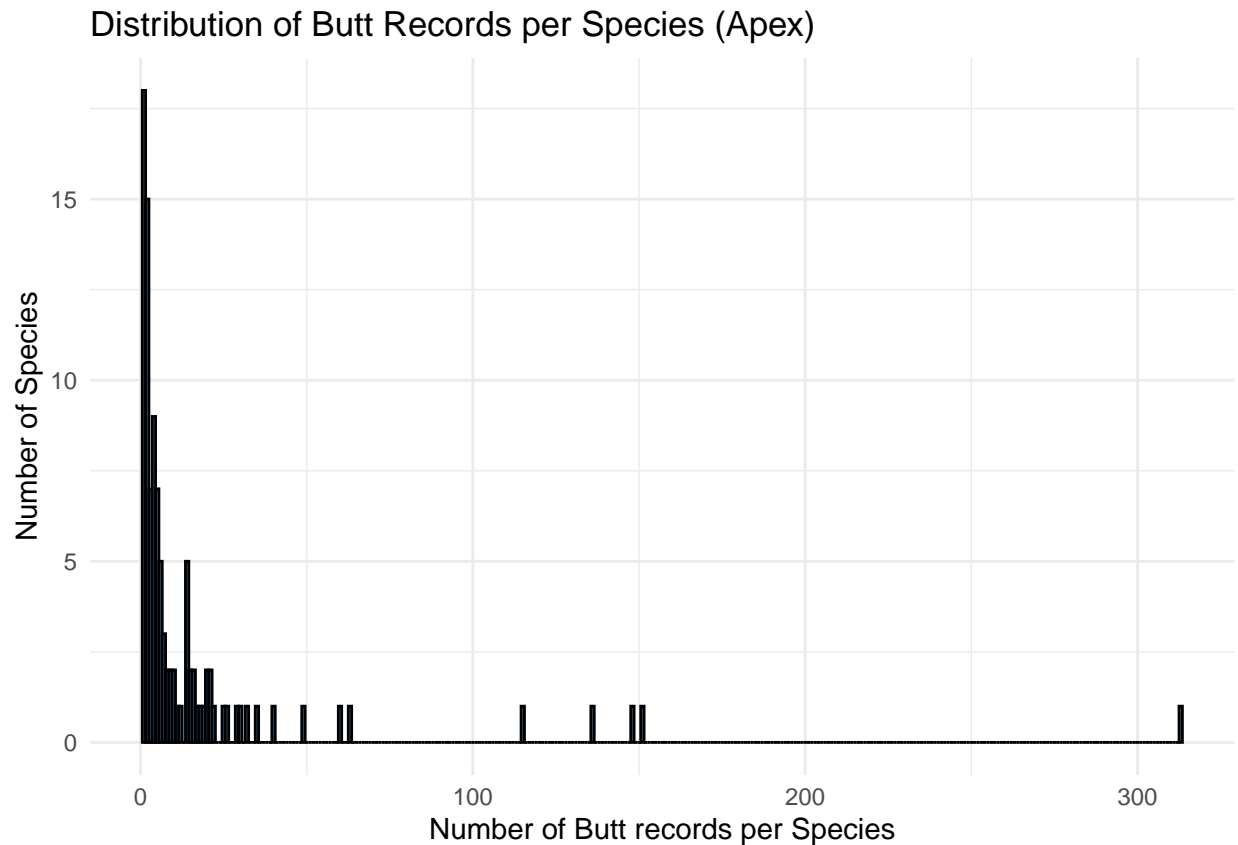 Distribution of Butt Records per Species (Apex)
Number of Species
15
10
5
0
0 100 200 300
Number of Butt records per Species